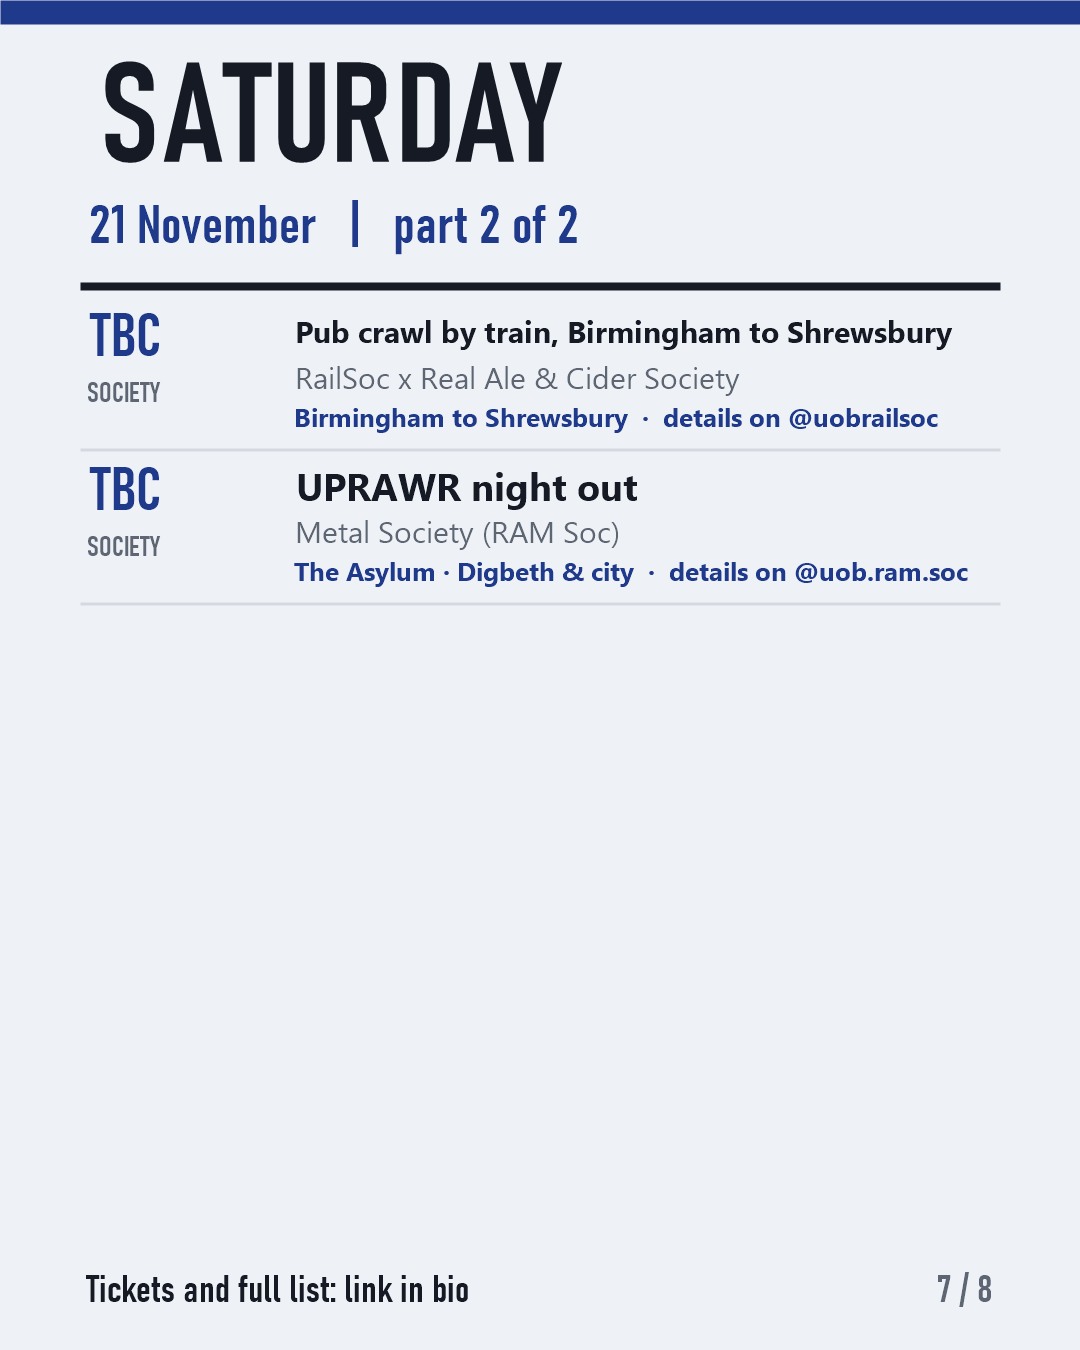 SATURDAY
21 November | part 2 of 2
TBC
SOCIETY
Pub crawl by train, Birmingham to Shrewsbury
RailSoc x Real Ale & Cider Society
Birmingham to Shrewsbury · details on @uobrailsoc
TBC
SOCIETY
UPRAWR night out
Metal Society (RAM Soc)
The Asylum · Digbeth & city · details on @uob.ram.soc
Tickets and full list: link in bio
7 / 8